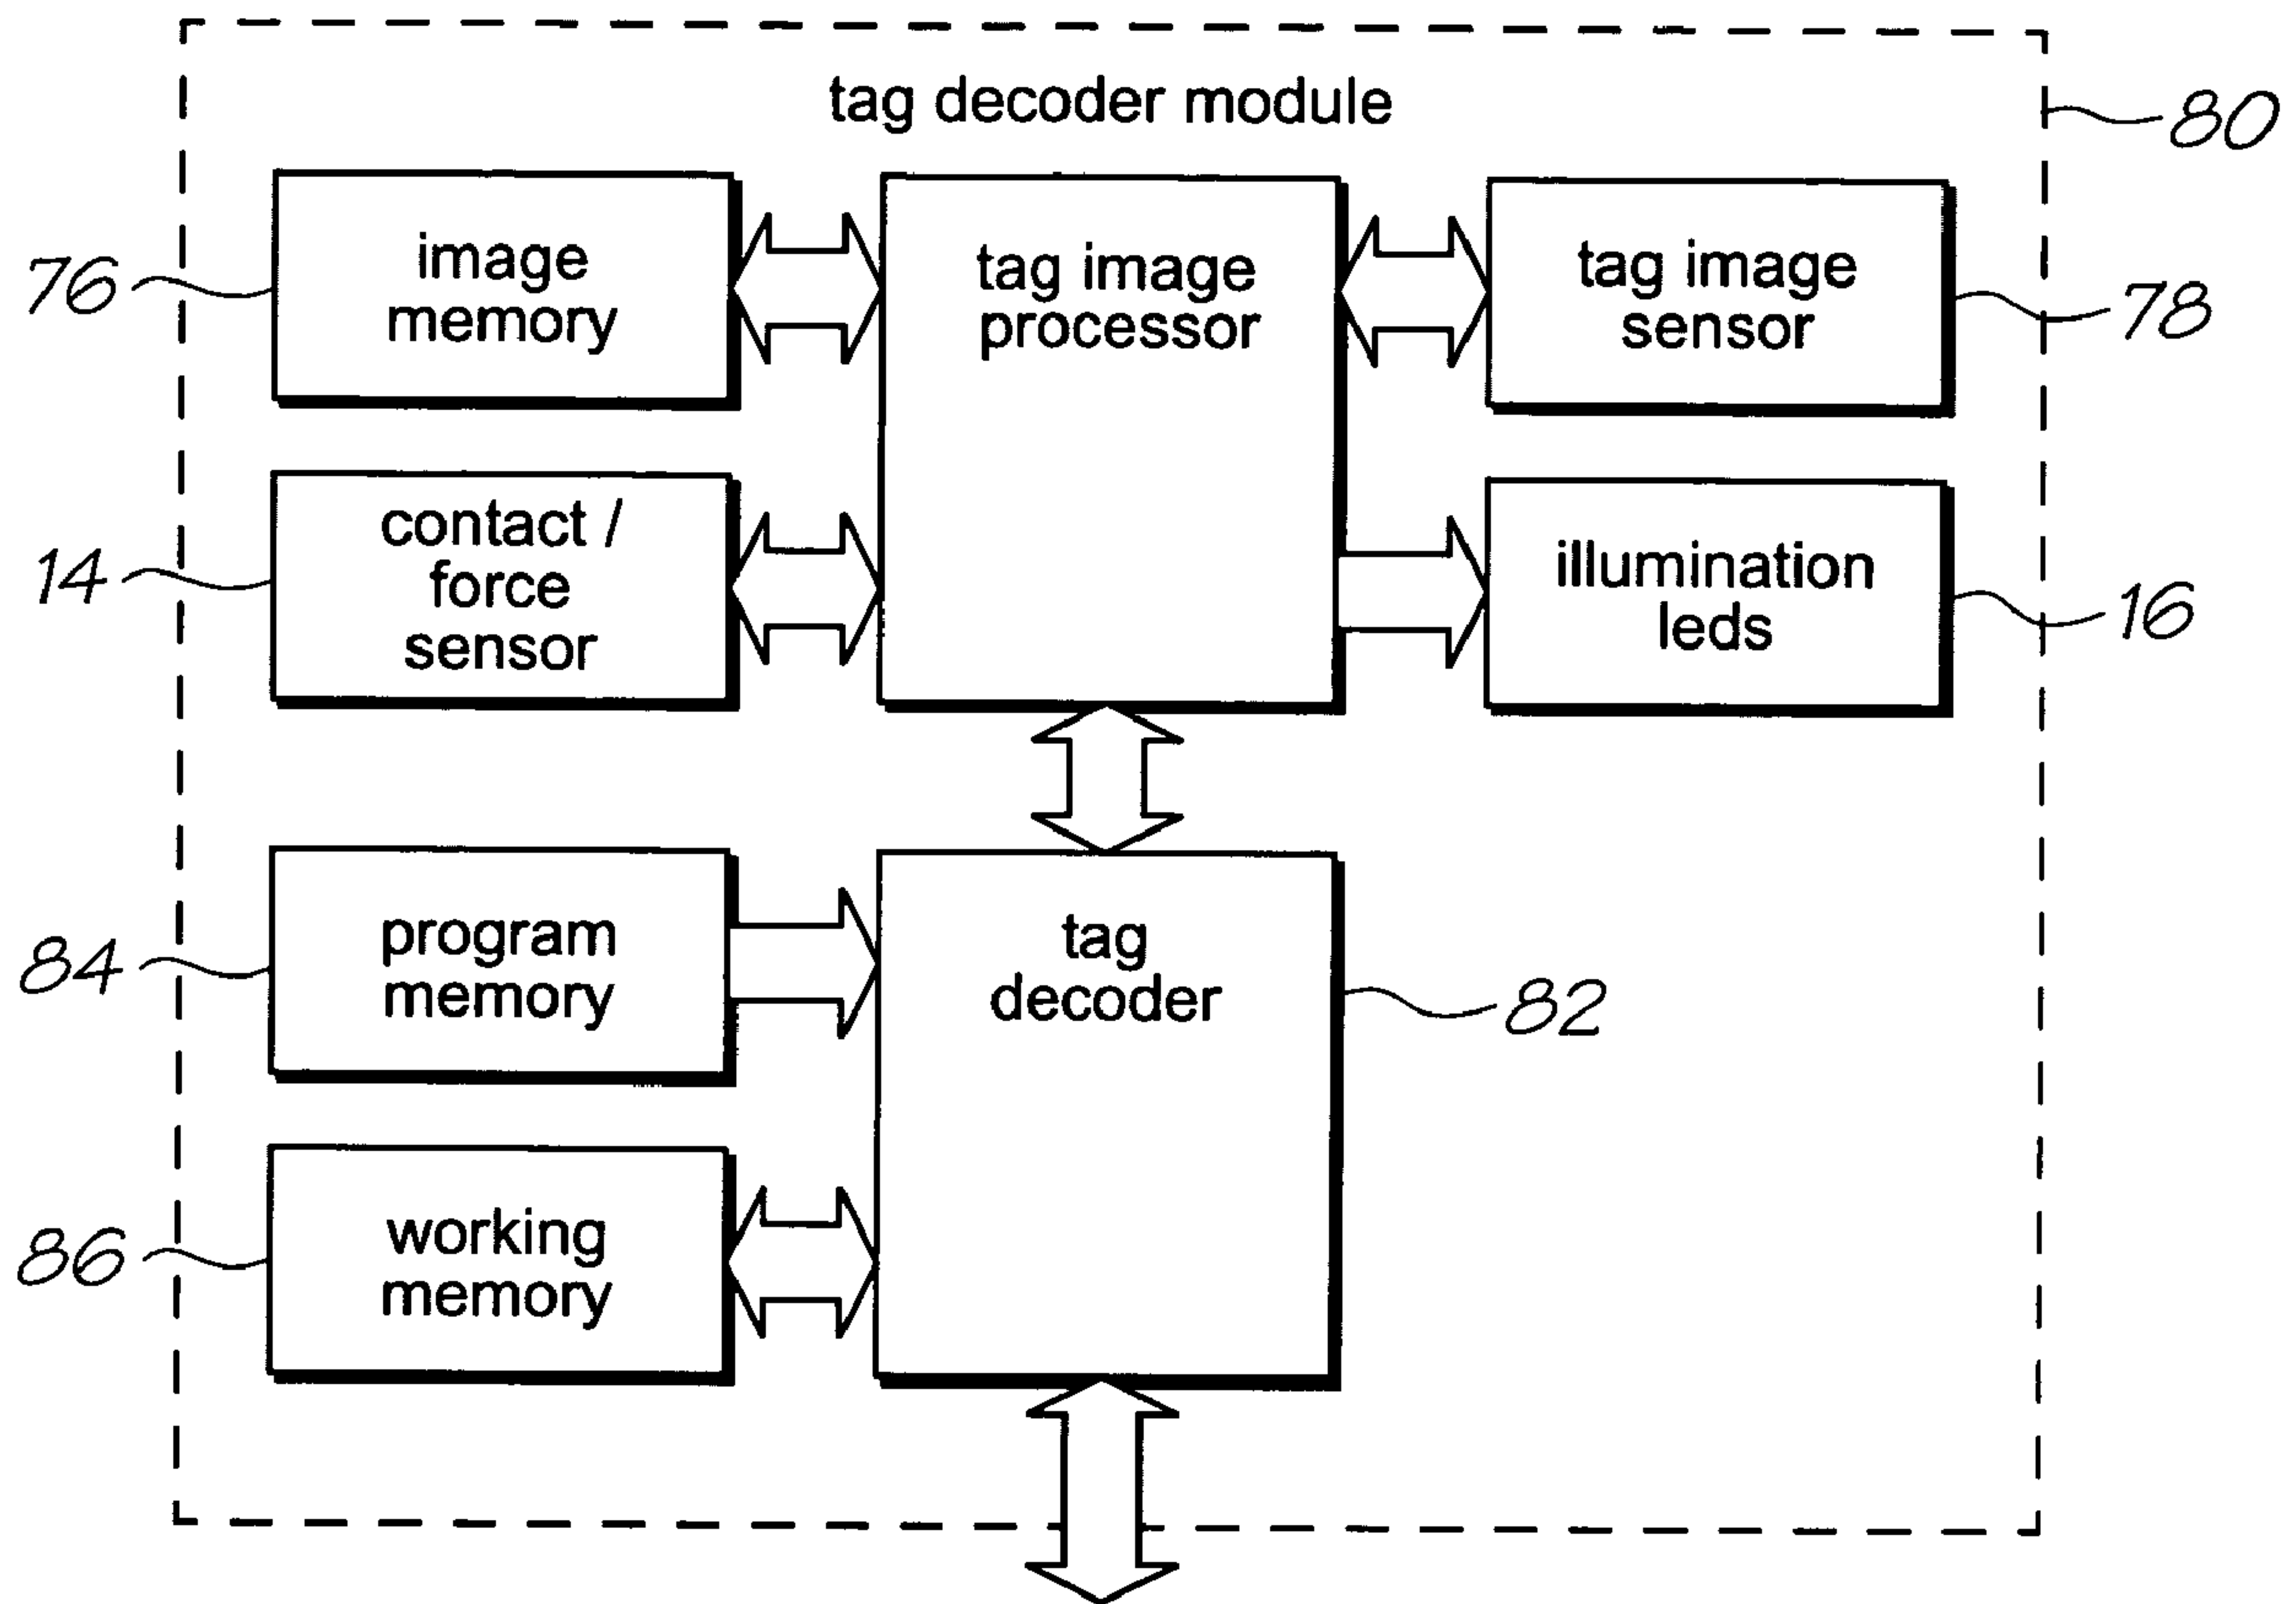 tag decoder module
80
image
memory
76
tag image
processor
tag image
sensor
78
contact /
force
sensor
14
illumination
leds
16
program
memory
84
tag
decoder
82
working
memory
86